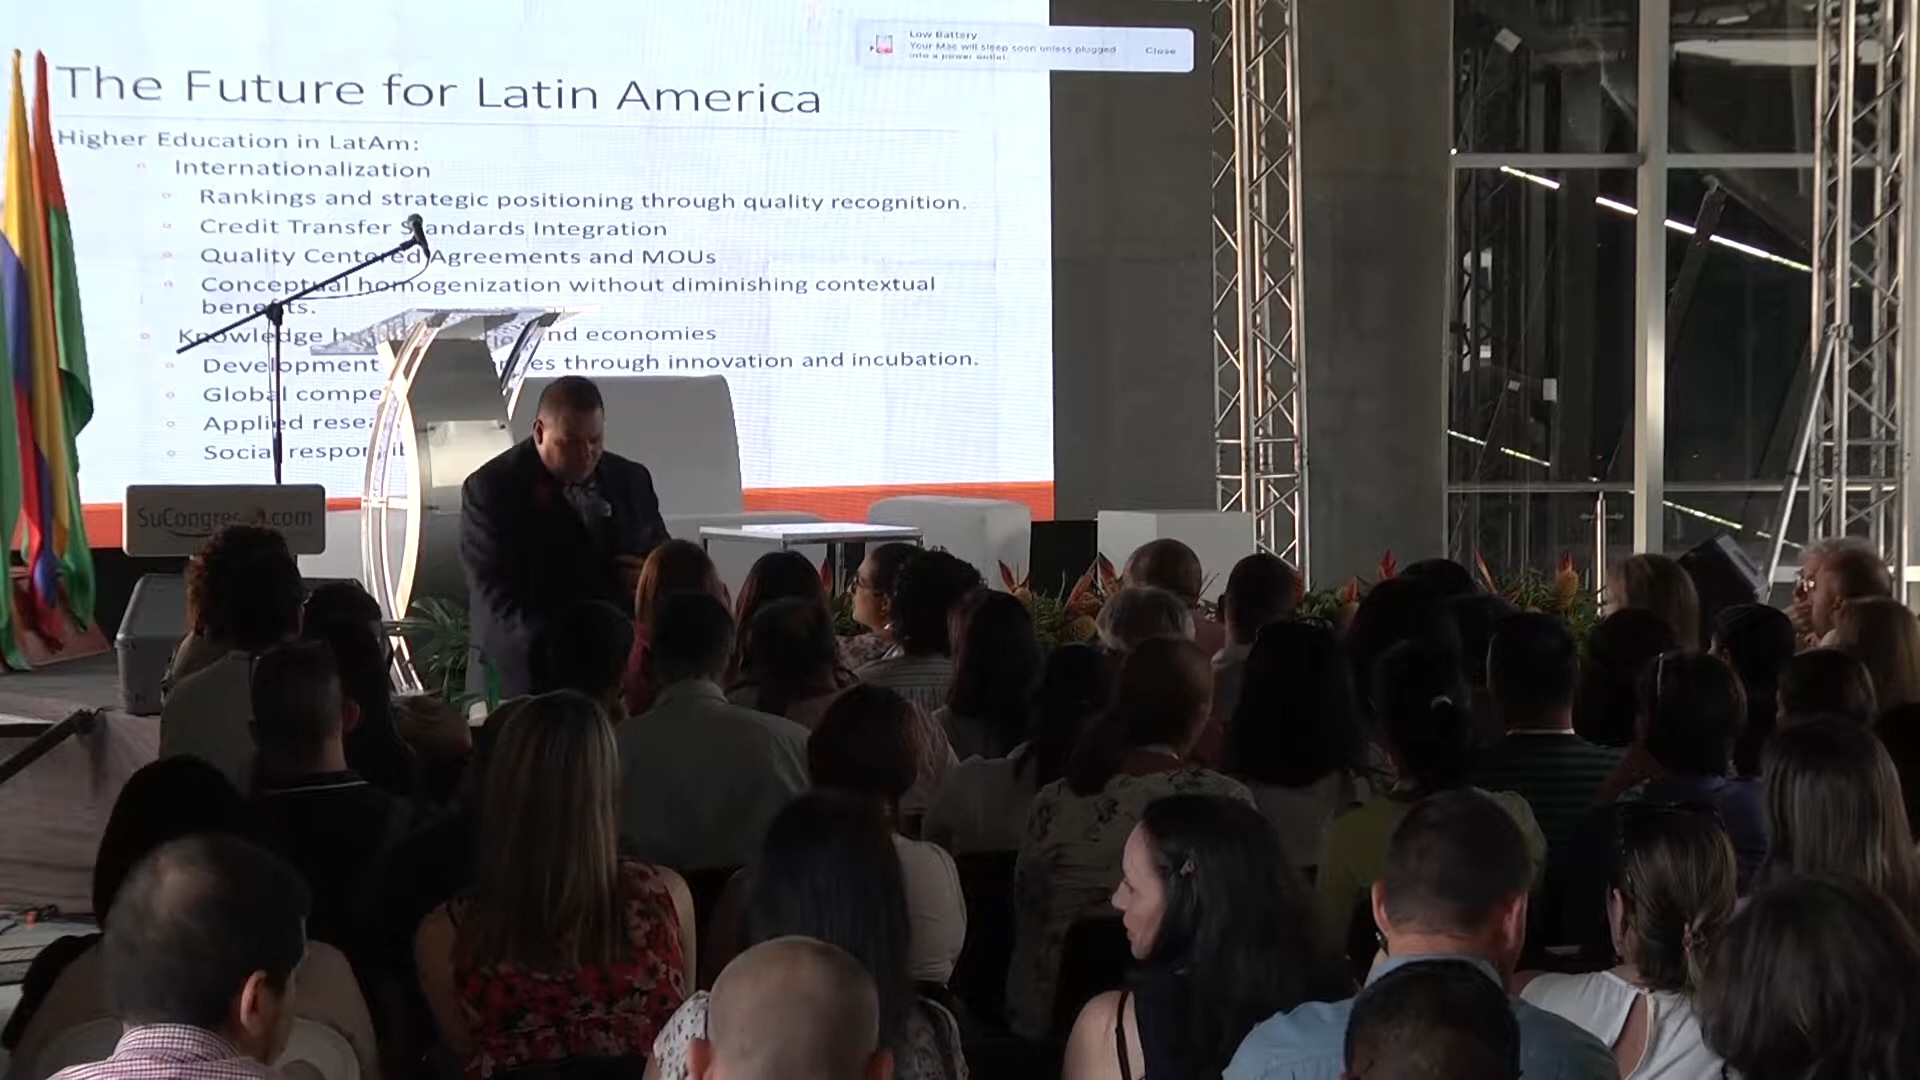 Low Battery
Your Mac will sleep soon unless plugged
into a power outlet.
Close
The Future for Latin America
Higher Education in LatAm:
Internationalization
Rankings and strategic positioning through quality recognition.
Credit Transfer Standards Integration
Quality Centered Agreements and MOUs
Conceptual homogenization without diminishing contextual
benefits.
Knowledge and economies
Development through innovation and incubation.
Global
Applied
Social
SuCongreso.com